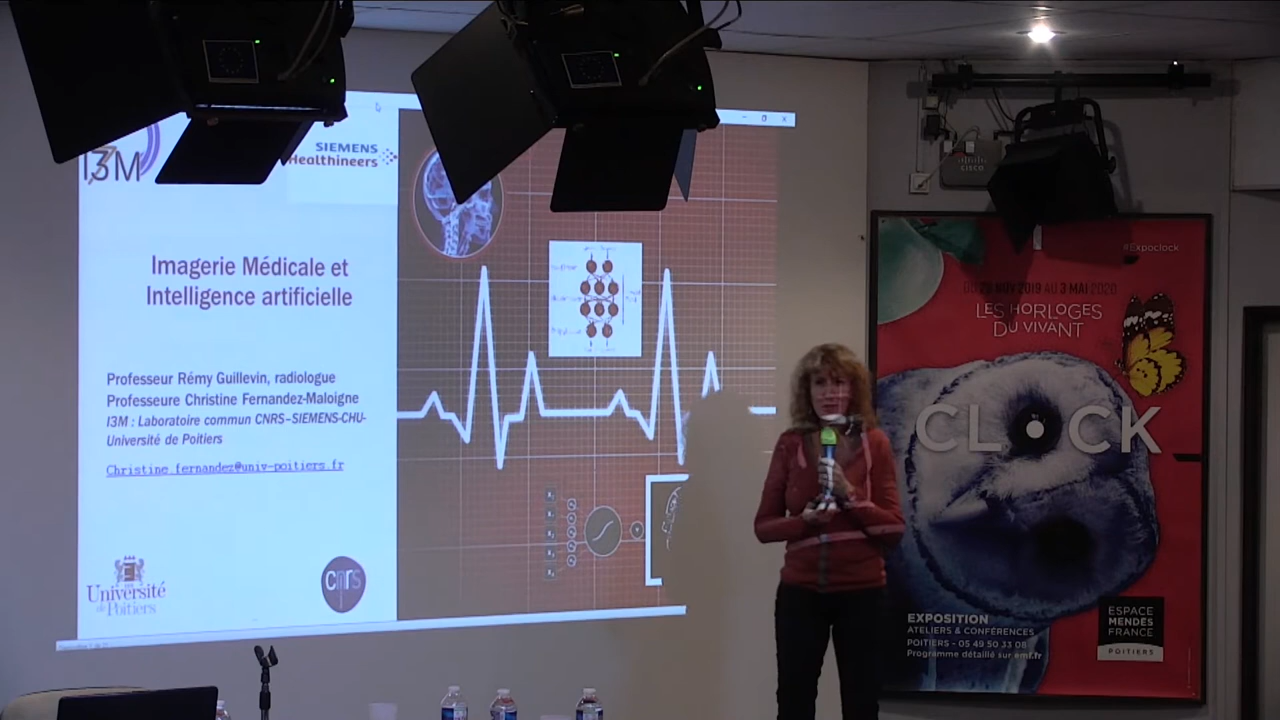 I3M
SIEMENS
Healthineers
Imagerie Médicale et
Intelligence artificielle
Professeur Rémy Guillevin, radiologue
Professeure Christine Fernandez-Maloigne
I3M : Laboratoire commun CNRS-SIEMENS-CHU-
Université de Poitiers
Christine.fernandez@univ-poitiers.fr
Université
de Poitiers
cnrs
cisco
#Expoclock
DU 29 NOV 2019 AU 3 MAI 2020
LES HORLOGES
DU VIVANT
CLOCK
EXPOSITION
ATELIERS & CONFÉRENCES
POITIERS - 05 49 50 33 08
Programme détaillé sur emf.fr
ESPACE
MENDÈS
FRANCE
POITIERS